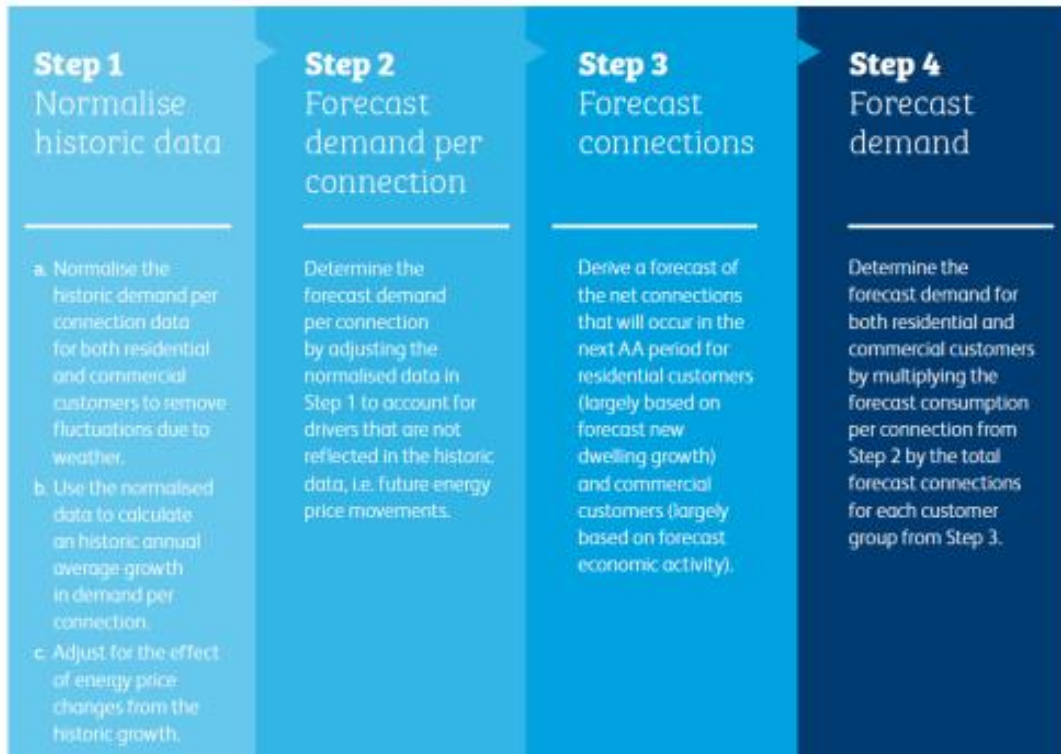 Step 1
Normalise
historic data
a. Normalise the
historic demand per
connection data
for both residential
and commercial
customers to remove
fluctuations due to
weather.
b. Use the normalised
data to calculate
an historic annual
average growth
in demand per
connection.
c. Adjust for the effect
of energy price
changes from the
historic growth.
Step 2
Forecast
demand per
connection
Determine the
forecast demand
per connection
by adjusting the
normalised data in
Step 1 to account for
drivers that are not
reflected in the historic
data, i.e. future energy
price movements.
Step 3
Forecast
connections
Derive a forecast of
the net connections
that will occur in the
next AA period for
residential customers
(largely based on
forecast new
dwelling growth)
and commercial
customers (largely
based on forecast
economic activity).
Step 4
Forecast
demand
Determine the
forecast demand for
both residential and
commercial customers
by multiplying the
forecast consumption
per connection from
Step 2 by the total
forecast connections
for each customer
group from Step 3.